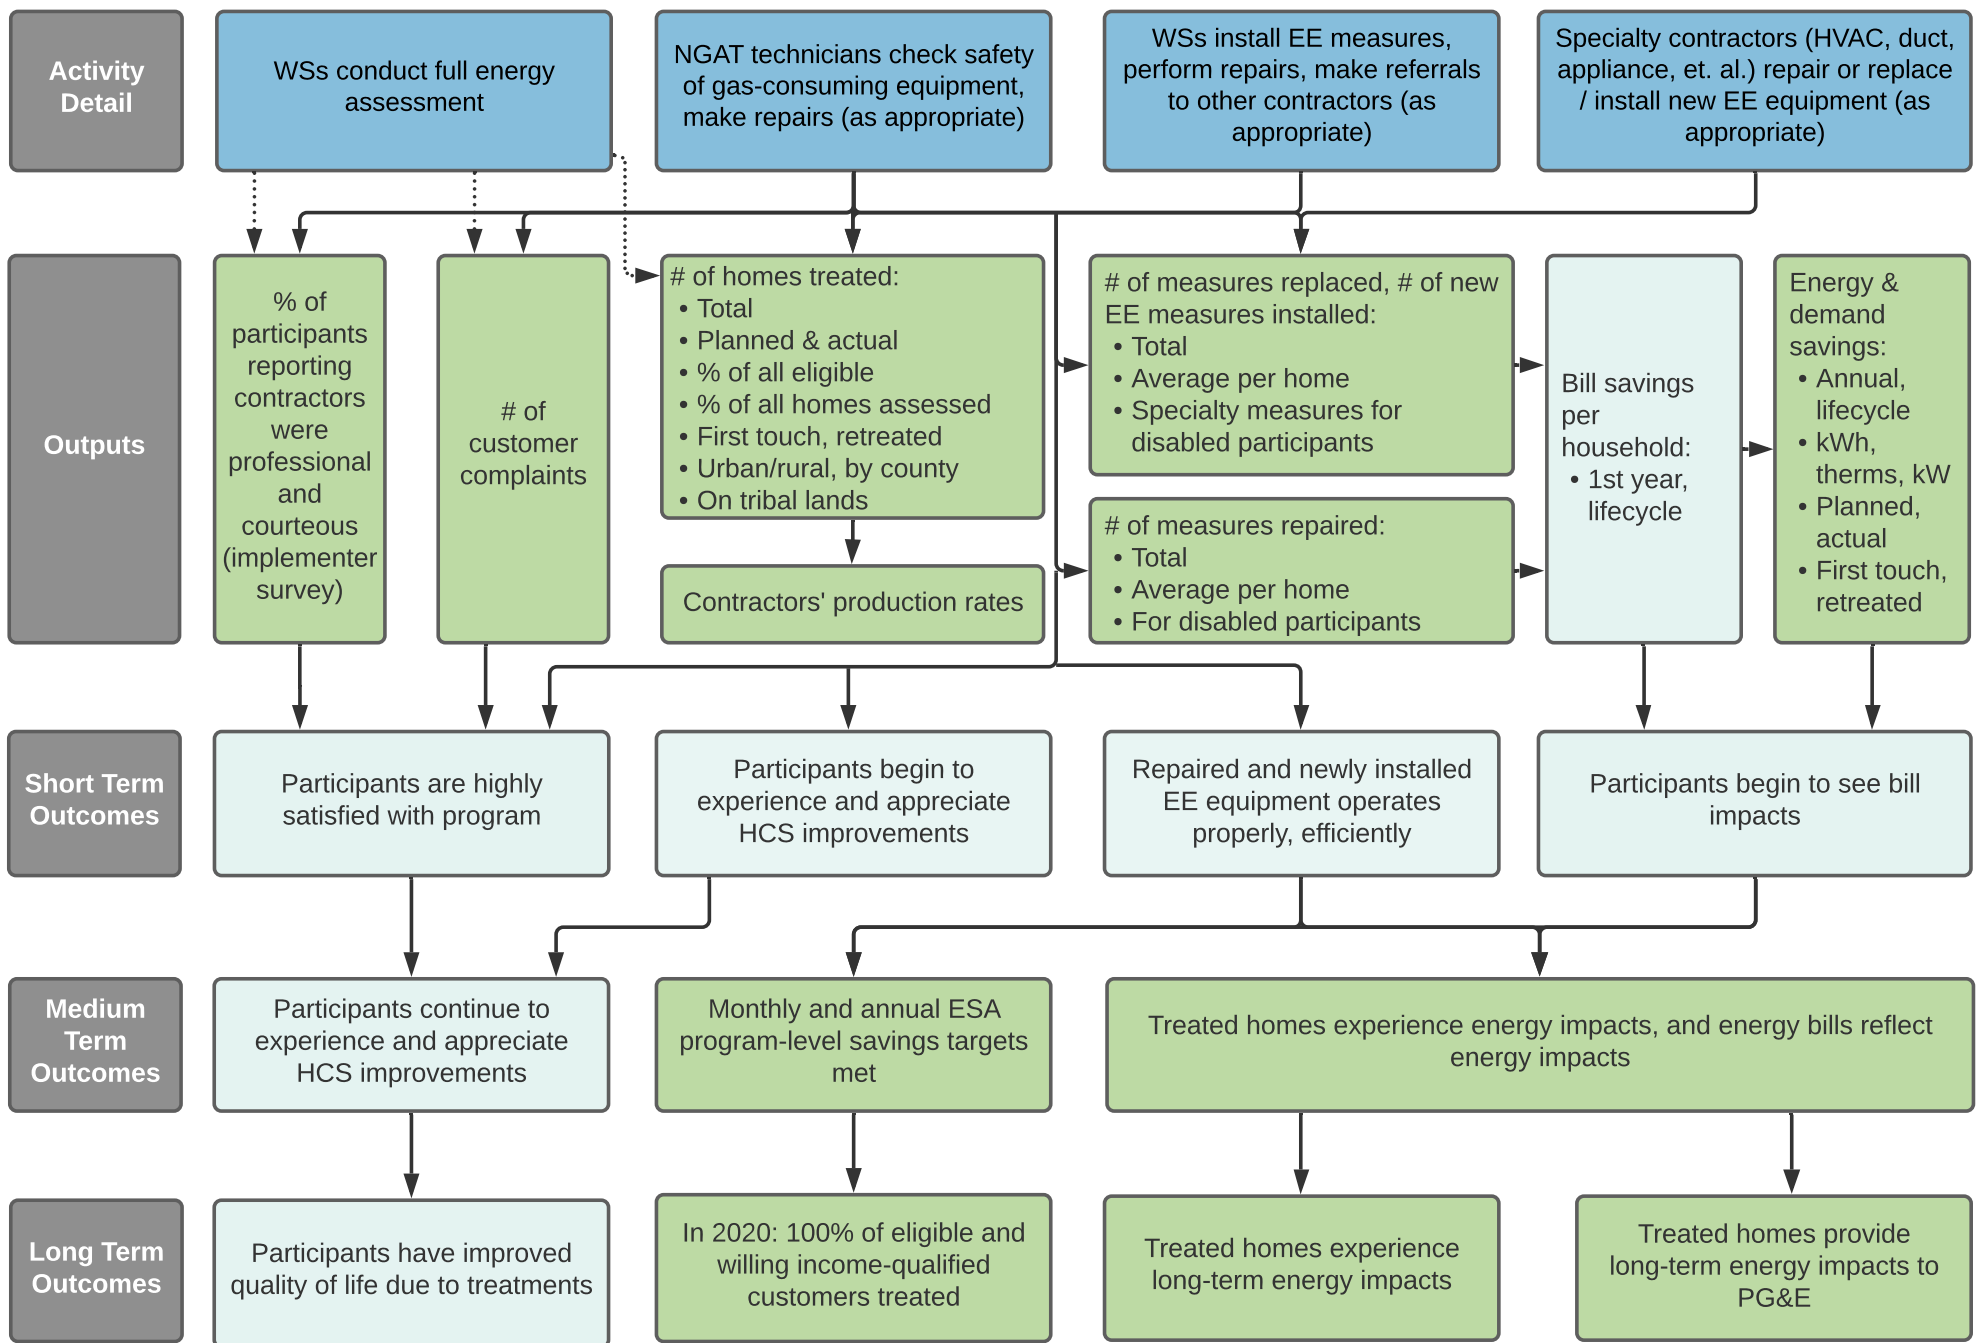 Activity
Detail
WSs conduct full energy
assessment
NGAT technicians check safety
of gas-consuming equipment,
make repairs (as appropriate)
WSs install EE measures,
perform repairs, make referrals
to other contractors (as
appropriate)
Specialty contractors (HVAC, duct,
appliance, et. al.) repair or replace
/ install new EE equipment (as
appropriate)
Outputs
% of
participants
reporting
contractors
were
professional
and
courteous
(implementer
survey)
# of
customer
complaints
# of homes treated:
• Total
• Planned & actual
• % of all eligible
• % of all homes assessed
• First touch, retreated
• Urban/rural, by county
• On tribal lands
Contractors' production rates
# of measures replaced, # of new
EE measures installed:
• Total
• Average per home
• Specialty measures for
disabled participants
# of measures repaired:
• Total
• Average per home
• For disabled participants
Bill savings
per
household:
• 1st year,
lifecycle
Energy &
demand
savings:
• Annual,
lifecycle
• kWh,
therms, kW
• Planned,
actual
• First touch,
retreated
Short Term
Outcomes
Participants are highly
satisfied with program
Participants begin to
experience and appreciate
HCS improvements
Repaired and newly installed
EE equipment operates
properly, efficiently
Participants begin to see bill
impacts
Medium
Term
Outcomes
Participants continue to
experience and appreciate
HCS improvements
Monthly and annual ESA
program-level savings targets
met
Treated homes experience energy impacts, and energy bills reflect
energy impacts
Long Term
Outcomes
Participants have improved
quality of life due to treatments
In 2020: 100% of eligible and
willing income-qualified
customers treated
Treated homes experience
long-term energy impacts
Treated homes provide
long-term energy impacts to
PG&E